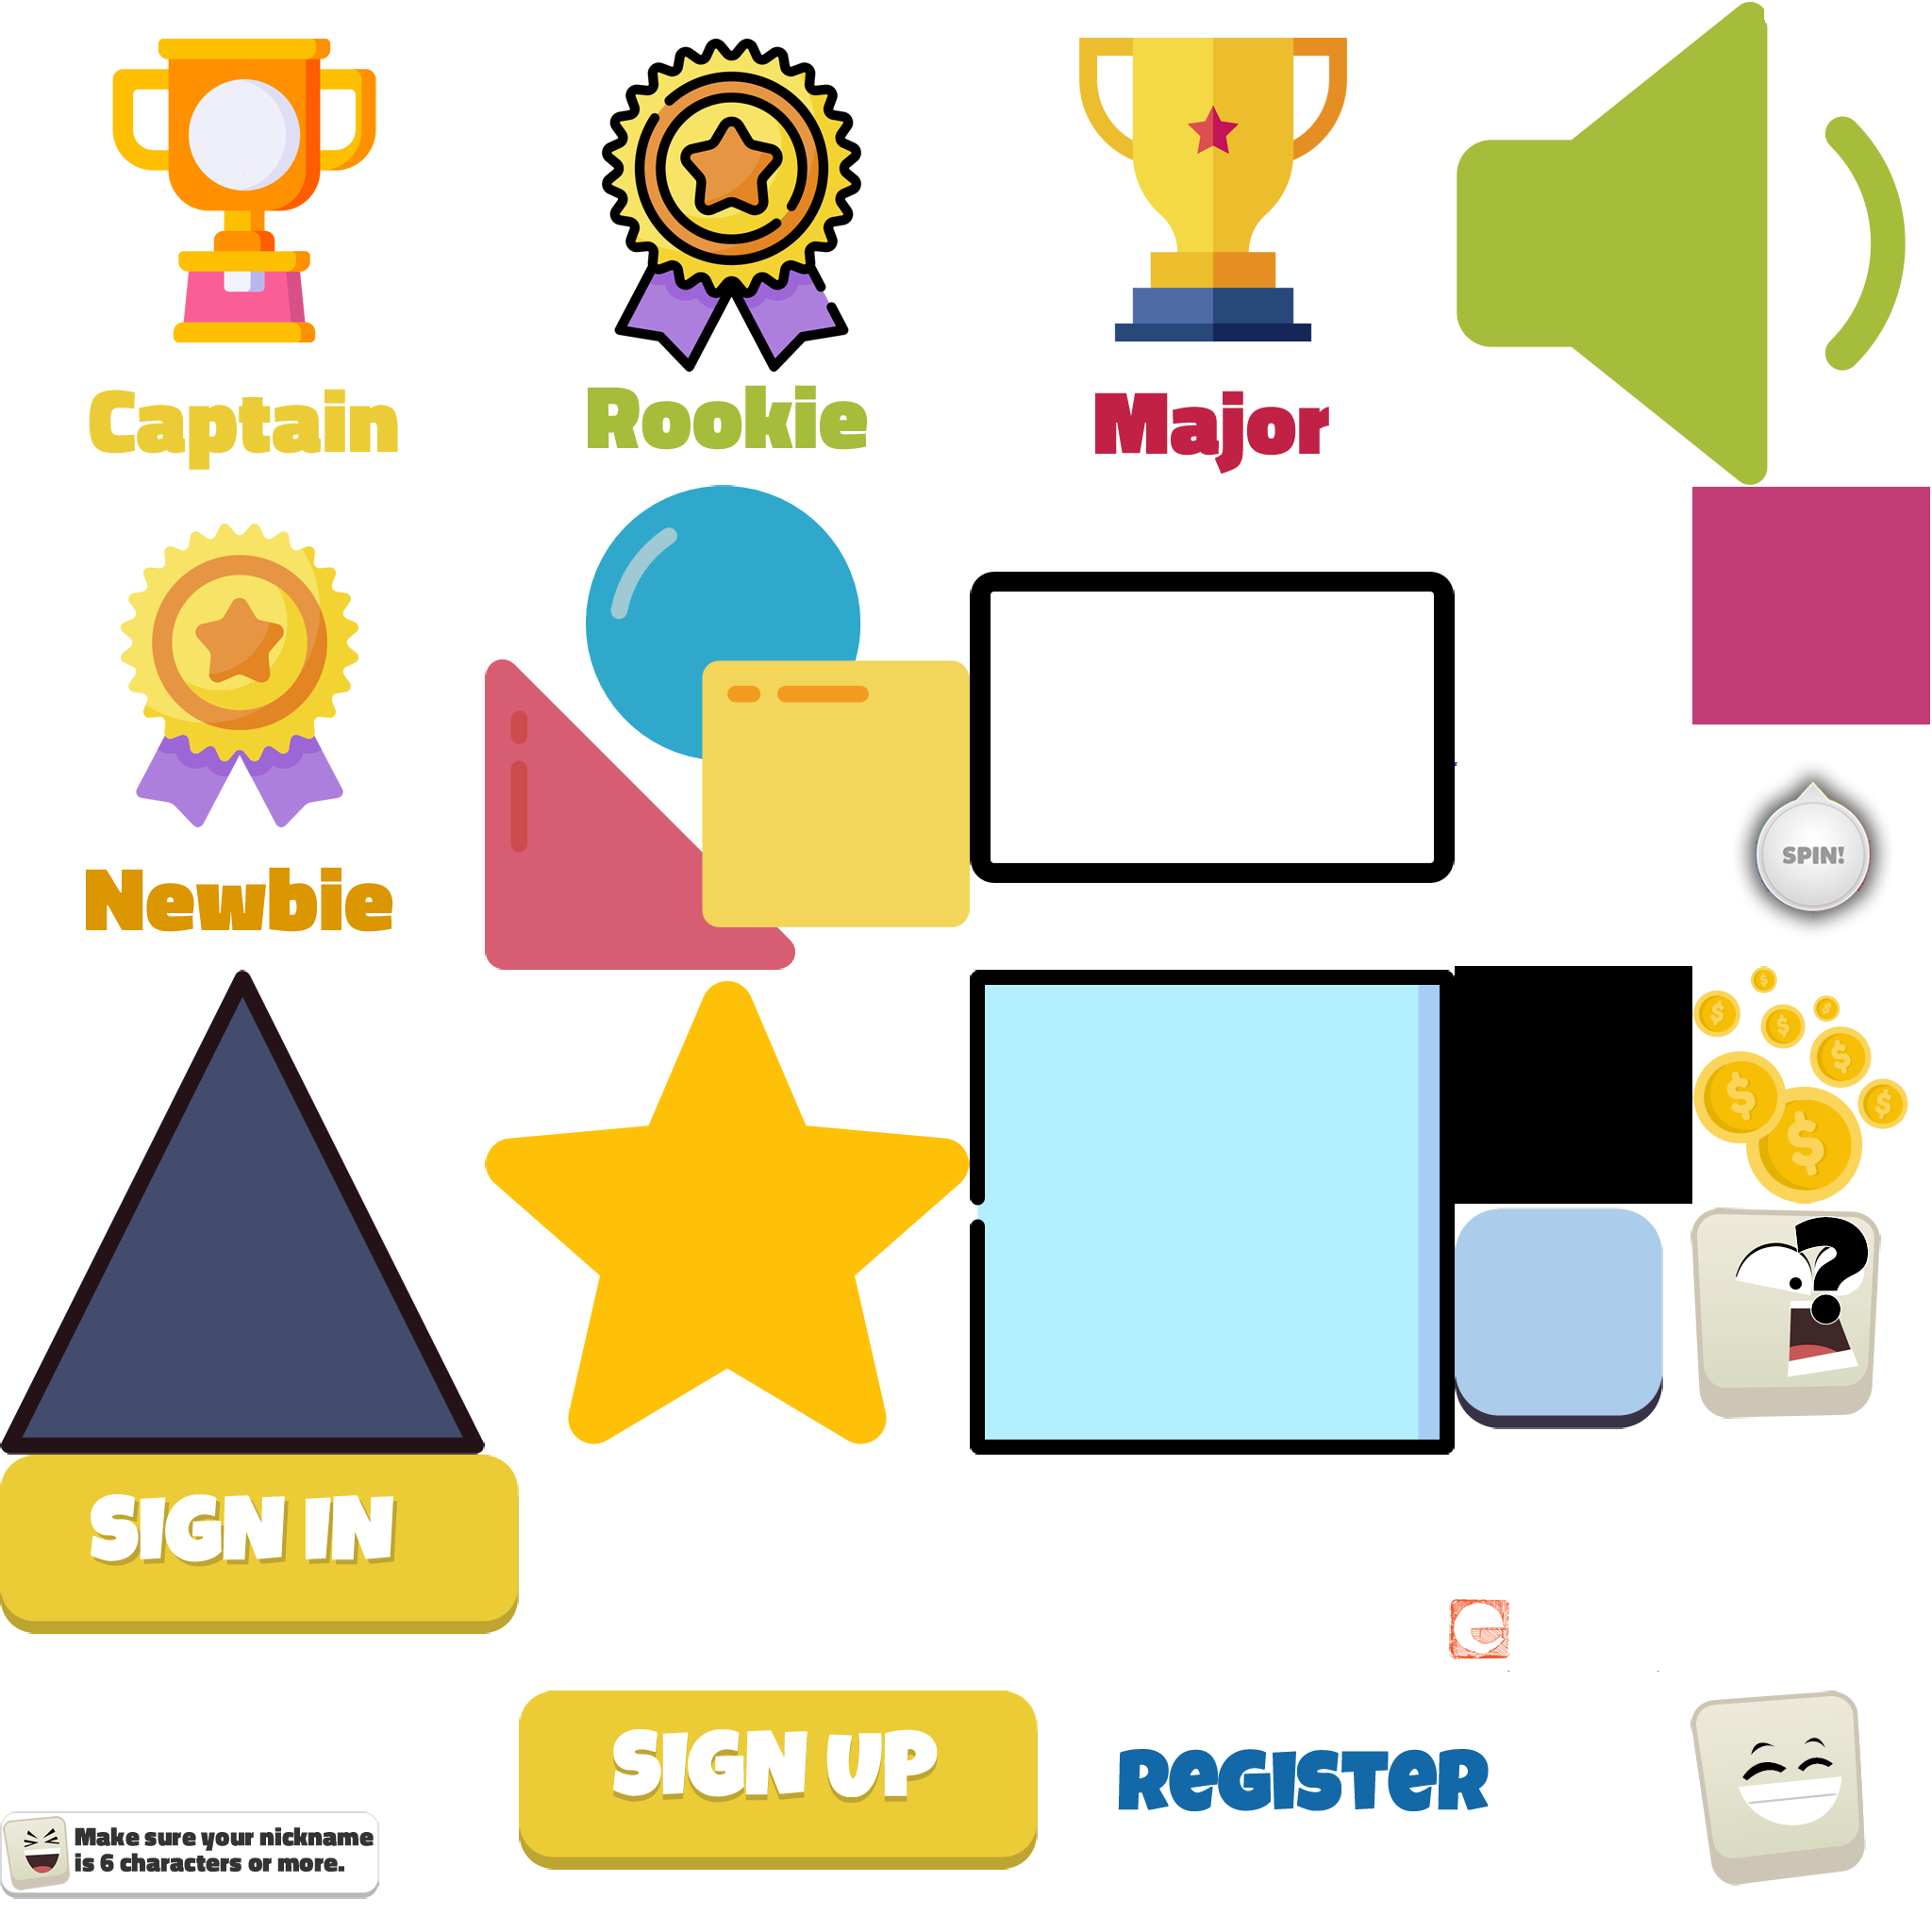 Captain
Rookie
Major
Newbie
SPIN!
$
$
$
$
$
$
$
$
?
SIGN IN
e
SIGN UP
ReGISTeR
Make sure your nickname
is 6 characters or more.